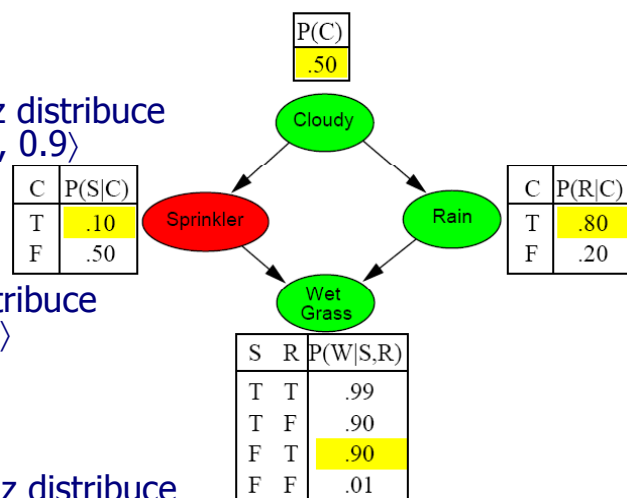 P(C)
.50
z distribuce
, 0.9⟩
Cloudy
C P(S|C)
T .10
F .50
Sprinkler
Rain
C P(R|C)
T .80
F .20
tribuce
⟩
Wet
Grass
S R P(W|S,R)
T T .99
T F .90
F T .90
F F .01
z distribuce